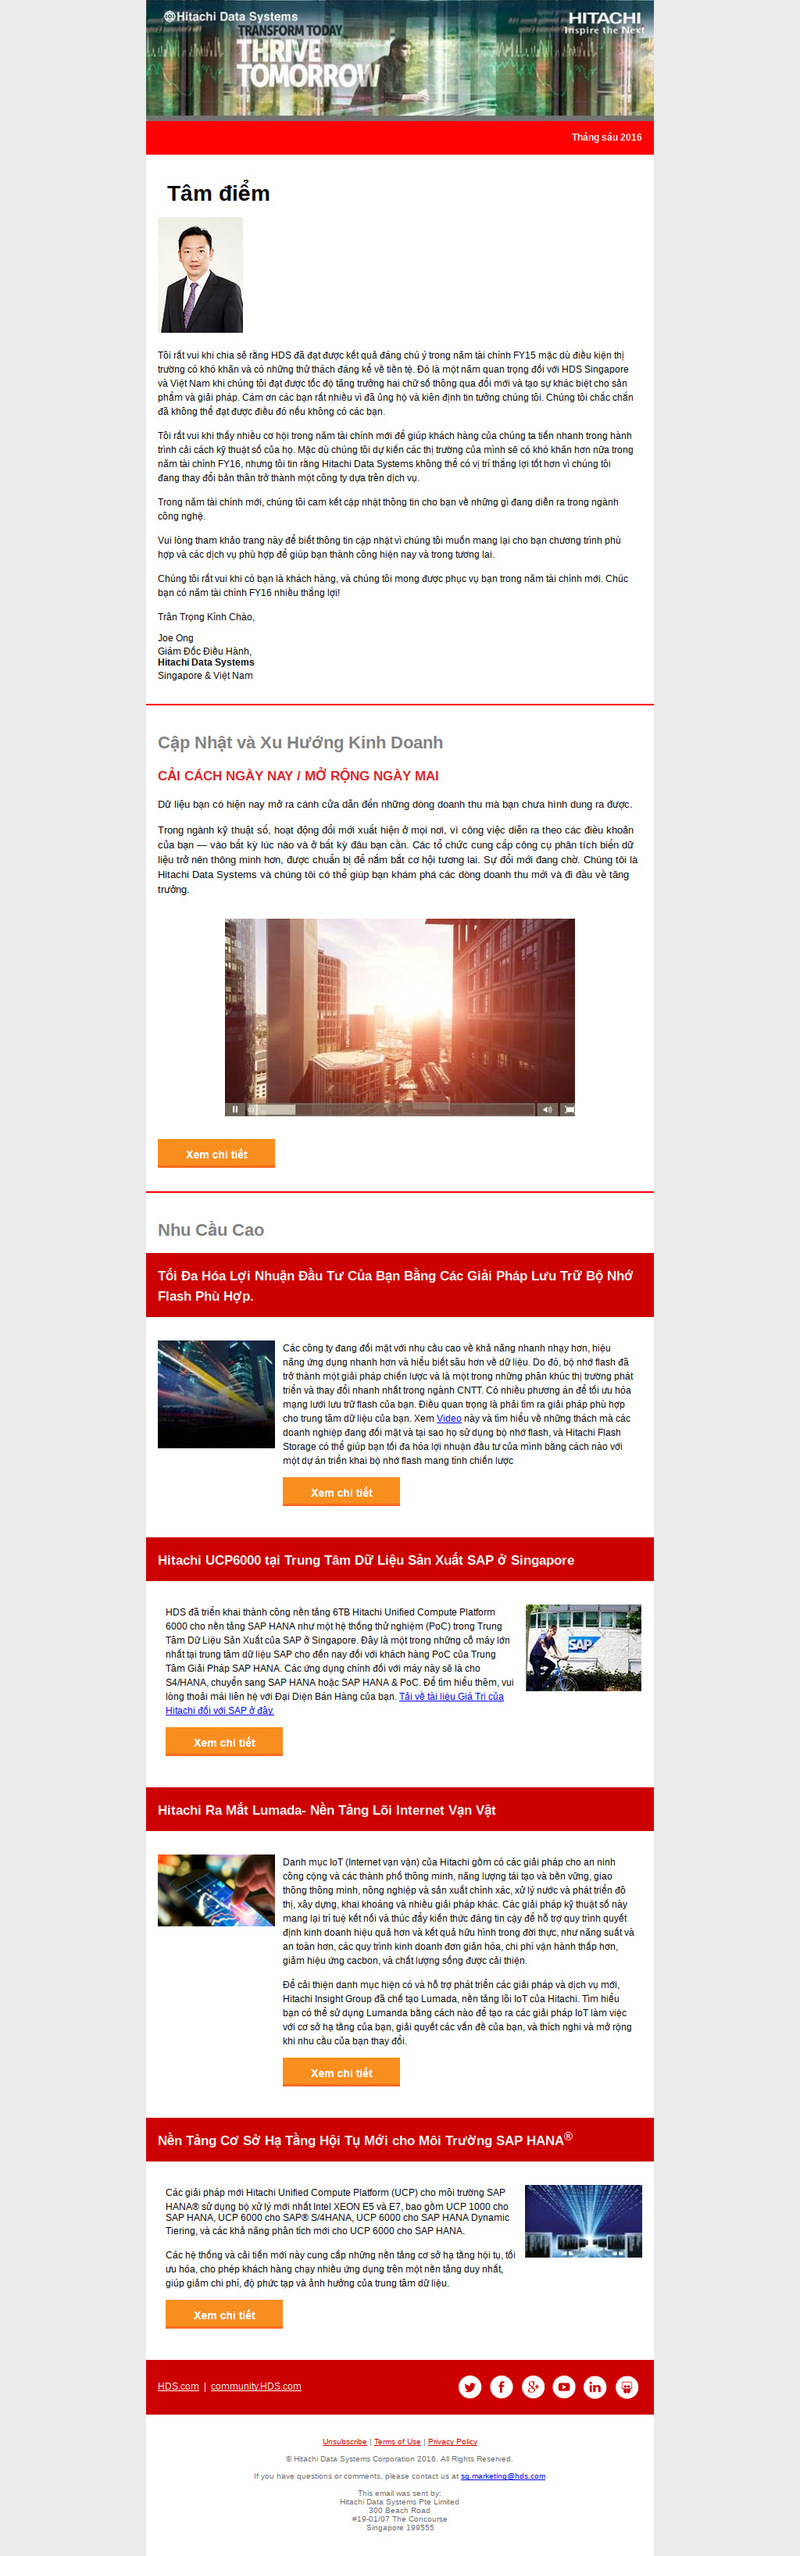 Hitachi Data Systems
HITACHI
Inspire the Next
TRANSFORM TODAY
THRIVE
TOMORROW
Tháng sáu 2016
Tâm điểm
Tôi rất vui khi chia sẻ rằng HDS đã đạt được kết quả đáng chú ý trong năm tài chính FY15 mặc dù điều kiện thị
trường có khó khăn và có những thử thách đáng kể về tiền tệ. Đó là một năm quan trọng đối với HDS Singapore
và Việt Nam khi chúng tôi đạt được tốc độ tăng trưởng hai chữ số thông qua đổi mới và tạo sự khác biệt cho sản
phẩm và giải pháp. Cám ơn các bạn rất nhiều vì đã ủng hộ và kiên định tin tưởng chúng tôi. Chúng tôi chắc chắn
đã không thể đạt được điều đó nếu không có các bạn.
Tôi rất vui khi thấy nhiều cơ hội trong năm tài chính mới để giúp khách hàng của chúng ta tiến nhanh trong hành
trình cải cách kỹ thuật số của họ. Mặc dù chúng tôi dự kiến các thị trường của mình sẽ có khó khăn hơn nữa trong
năm tài chính FY16, nhưng tôi tin rằng Hitachi Data Systems không thể có vị trí thắng lợi tốt hơn vì chúng tôi
đang thay đổi bản thân trở thành một công ty dựa trên dịch vụ.
Trong năm tài chính mới, chúng tôi cam kết cập nhật thông tin cho bạn về những gì đang diễn ra trong ngành
công nghệ.
Vui lòng tham khảo trang này để biết thông tin cập nhật vì chúng tôi muốn mang lại cho bạn chương trình phù
hợp và các dịch vụ phù hợp để giúp bạn thành công hiện nay và trong tương lai.
Chúng tôi rất vui khi có bạn là khách hàng, và chúng tôi mong được phục vụ bạn trong năm tài chính mới. Chúc
bạn có năm tài chính FY16 nhiều thắng lợi!
Trân Trọng Kính Chào,
Joe Ong
Giám Đốc Điều Hành,
Hitachi Data Systems
Singapore & Việt Nam
Cập Nhật và Xu Hướng Kinh Doanh
CẢI CÁCH NGÀY NAY / MỞ RỘNG NGÀY MAI
Dữ liệu bạn có hiện nay mở ra cánh cửa dẫn đến những dòng doanh thu mà bạn chưa hình dung ra được.
Trong ngành kỹ thuật số, hoạt động đổi mới xuất hiện ở mọi nơi, vì công việc diễn ra theo các điều khoản
của bạn — vào bất kỳ lúc nào và ở bất kỳ đâu bạn cần. Các tổ chức cung cấp công cụ phân tích biến dữ
liệu trở nên thông minh hơn, được chuẩn bị để nắm bắt cơ hội tương lai. Sự đổi mới đang chờ. Chúng tôi là
Hitachi Data Systems và chúng tôi có thể giúp bạn khám phá các dòng doanh thu mới và đi đầu về tăng
trưởng.
Xem chi tiết
Nhu Cầu Cao
Tối Đa Hóa Lợi Nhuận Đầu Tư Của Bạn Bằng Các Giải Pháp Lưu Trữ Bộ Nhớ
Flash Phù Hợp.
Các công ty đang đối mặt với nhu cầu cao về khả năng nhanh nhạy hơn, hiệu
năng ứng dụng nhanh hơn và hiểu biết sâu hơn về dữ liệu. Do đó, bộ nhớ flash đã
trở thành một giải pháp chiến lược và là một trong những phân khúc thị trường phát
triển và thay đổi nhanh nhất trong ngành CNTT. Có nhiều phương án để tối ưu hóa
mạng lưới lưu trữ flash của bạn. Điều quan trọng là phải tìm ra giải pháp phù hợp
cho trung tâm dữ liệu của bạn. Xem Video này và tìm hiểu về những thách mà các
doanh nghiệp đang đối mặt và tại sao họ sử dụng bộ nhớ flash, và Hitachi Flash
Storage có thể giúp bạn tối đa hóa lợi nhuận đầu tư của mình bằng cách nào với
một dự án triển khai bộ nhớ flash mang tính chiến lược
Xem chi tiết
Hitachi UCP6000 tại Trung Tâm Dữ Liệu Sản Xuất SAP ở Singapore
HDS đã triển khai thành công nền tảng 6TB Hitachi Unified Compute Platform
6000 cho nền tảng SAP HANA như một hệ thống thử nghiệm (PoC) trong Trung
Tâm Dữ Liệu Sản Xuất của SAP ở Singapore. Đây là một trong những cỗ máy lớn
nhất tại trung tâm dữ liệu SAP cho đến nay đối với khách hàng PoC của Trung
Tâm Giải Pháp SAP HANA. Các ứng dụng chính đối với máy này sẽ là cho
S4/HANA, chuyển sang SAP HANA hoặc SAP HANA & PoC. Để tìm hiểu thêm, vui
lòng thoải mái liên hệ với Đại Diện Bán Hàng của bạn. Tải về tài liệu Giá Trị của
Hitachi đối với SAP ở đây.
SAP
Xem chi tiết
Hitachi Ra Mắt Lumada- Nền Tảng Lõi Internet Vạn Vật
Danh mục IoT (Internet vạn vận) của Hitachi gồm có các giải pháp cho an ninh
công cộng và các thành phố thông minh, năng lượng tái tạo và bền vững, giao
thông thông minh, nông nghiệp và sản xuất chính xác, xử lý nước và phát triển đô
thị, xây dựng, khai khoáng và nhiều giải pháp khác. Các giải pháp kỹ thuật số này
mang lại trí tuệ kết nối và thúc đẩy kiến thức đáng tin cậy để hỗ trợ quy trình quyết
định kinh doanh hiệu quả hơn và kết quả hữu hình trong đời thực, như năng suất và
an toàn hơn, các quy trình kinh doanh đơn giản hóa, chi phí vận hành thấp hơn,
giảm hiệu ứng cacbon, và chất lượng sống được cải thiện.
Để cải thiện danh mục hiện có và hỗ trợ phát triển các giải pháp và dịch vụ mới,
Hitachi Insight Group đã chế tạo Lumada, nền tảng lõi IoT của Hitachi. Tìm hiểu
bạn có thể sử dụng Lumanda bằng cách nào để tạo ra các giải pháp IoT làm việc
với cơ sở hạ tầng của bạn, giải quyết các vấn đề của bạn, và thích nghi và mở rộng
khi nhu cầu của bạn thay đổi.
Xem chi tiết
Nền Tảng Cơ Sở Hạ Tầng Hội Tụ Mới cho Môi Trường SAP HANA®
Các giải pháp mới Hitachi Unified Compute Platform (UCP) cho môi trường SAP
HANA® sử dụng bộ xử lý mới nhất Intel XEON E5 và E7, bao gồm UCP 1000 cho
SAP HANA, UCP 6000 cho SAP® S/4HANA, UCP 6000 cho SAP HANA Dynamic
Tiering, và các khả năng phân tích mới cho UCP 6000 cho SAP HANA.
Các hệ thống và cải tiến mới này cung cấp những nền tảng cơ sở hạ tầng hội tụ, tối
ưu hóa, cho phép khách hàng chạy nhiều ứng dụng trên một nền tảng duy nhất,
giúp giảm chi phí, độ phức tạp và ảnh hưởng của trung tâm dữ liệu.
Xem chi tiết
HDS.com | community.HDS.com
Unsubscribe | Terms of Use | Privacy Policy
© Hitachi Data Systems Corporation 2016. All Rights Reserved.
If you have questions or comments, please contact us at sg.marketing@hds.com
This email was sent by:
Hitachi Data Systems Pte Limited
300 Beach Road
#19-01/07 The Concourse
Singapore 199555